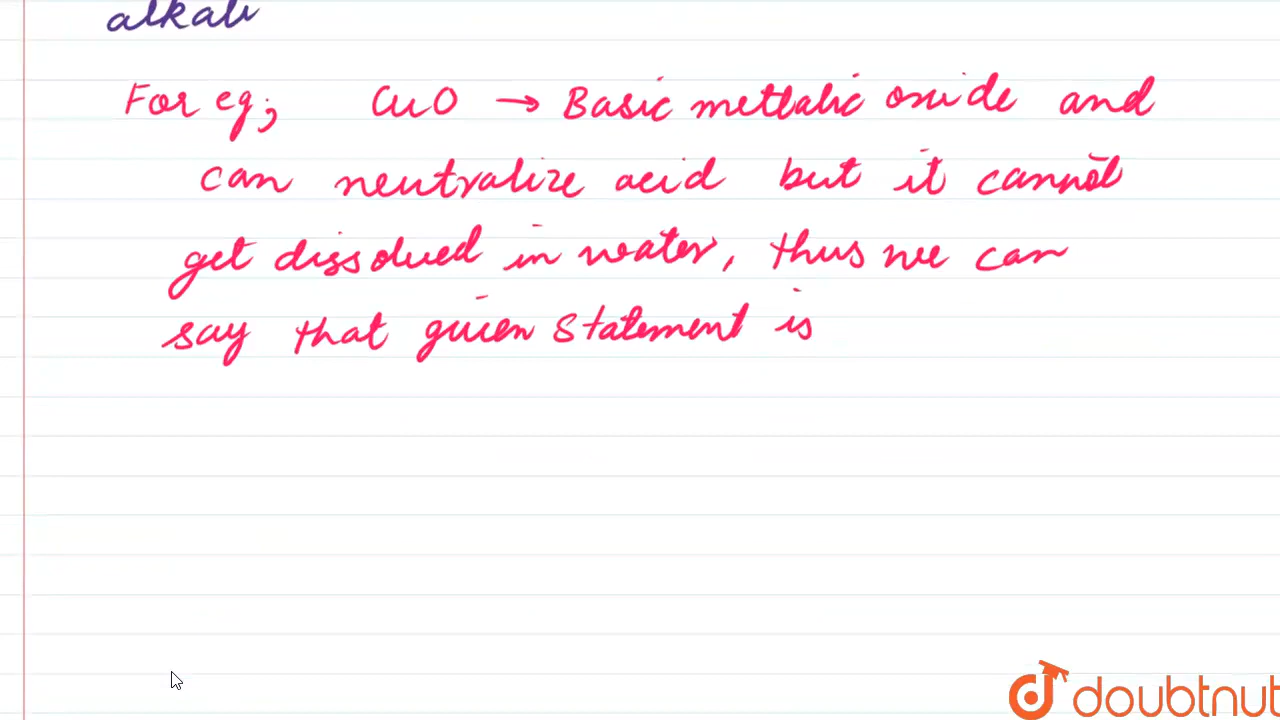 alkali
For eg; CuO → Basic mettalic oxide and
can neutralize acid but it cannot
get dissolved in water, thus we can
say that given statement is
doubtnut